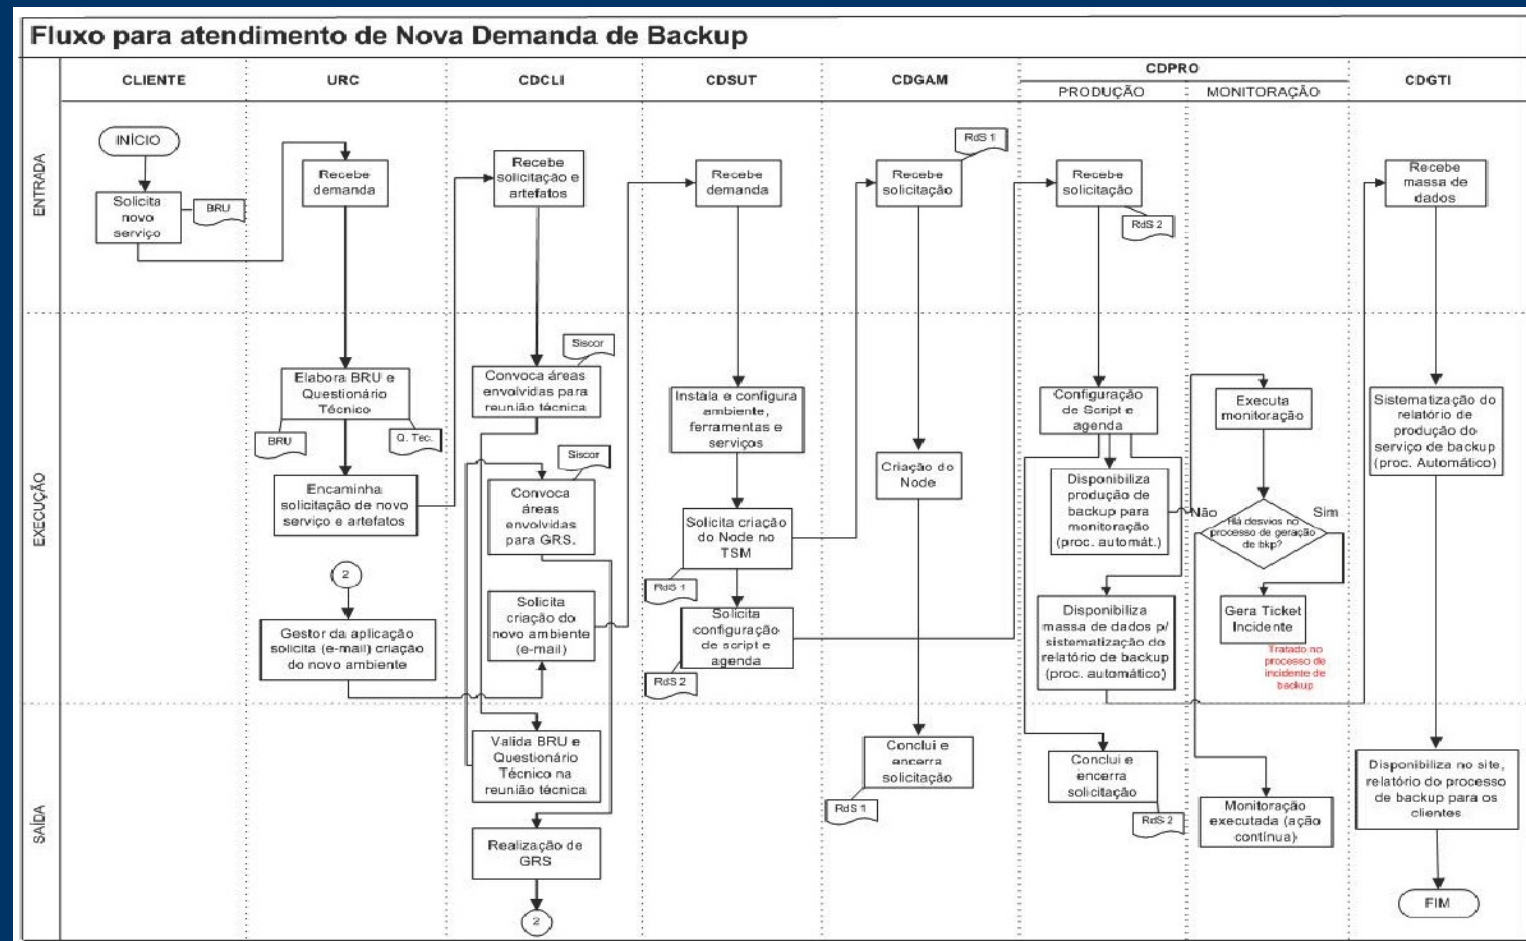 Fluxo para atendimento de Nova Demanda de Backup
CLIENTE
URC
CDCLI
CDSUT
CDGAM
CDPRO
PRODUÇÃO
MONITORAÇÃO
CDGTI
ENTRADA
INÍCIO
Solicita
novo
serviço
BRU
Recebe
demanda
Recebe
solicitação e
artefatos
Recebe
demanda
RdS 1
Recebe
solicitação
Recebe
solicitação
RdS 2
Recebe
massa de
dados
EXECUÇÃO
Elabora BRU e
Questionário
Técnico
BRU
Q. Tec.
Encaminha
solicitação de novo
serviço e artefatos
2
Gestor da aplicação
solicita (e-mail) criação
do novo ambiente
Siscor
Convoca áreas
envolvidas para
reunião técnica
Siscor
Convoca
áreas
envolvidas
para GRS.
Solicita
criação do
novo ambiente
(e-mail)
Instala e configura
ambiente,
ferramentas e
serviços
Solicita criação
do Node no
TSM
RdS 1
Solicita
configuração
de script e
agenda
RdS 2
Criação do
Node
Configuração
de Script e
agenda
Disponibiliza
produção de
backup para
monitoração
(proc. automát.)
Disponibiliza
massa de dados p/
sistematização do
relatório de backup
(proc. automático)
Executa
monitoração
Não
Sim
Há desvios no
processo de geração
de bkp?
Gera Ticket
Incidente
Tratado no
processo de
incidente de
backup
Sistematização do
relatório de
produção do
serviço de backup
(proc. Automático)
SAÍDA
Valida BRU e
Questionário
Técnico na
reunião técnica
Realização de
GRS
2
Conclui e
encerra
solicitação
RdS 1
Conclui e
encerra
solicitação
RdS 2
Monitoração
executada (ação
contínua)
Disponibiliza no site,
relatório do processo
de backup para os
clientes
FIM